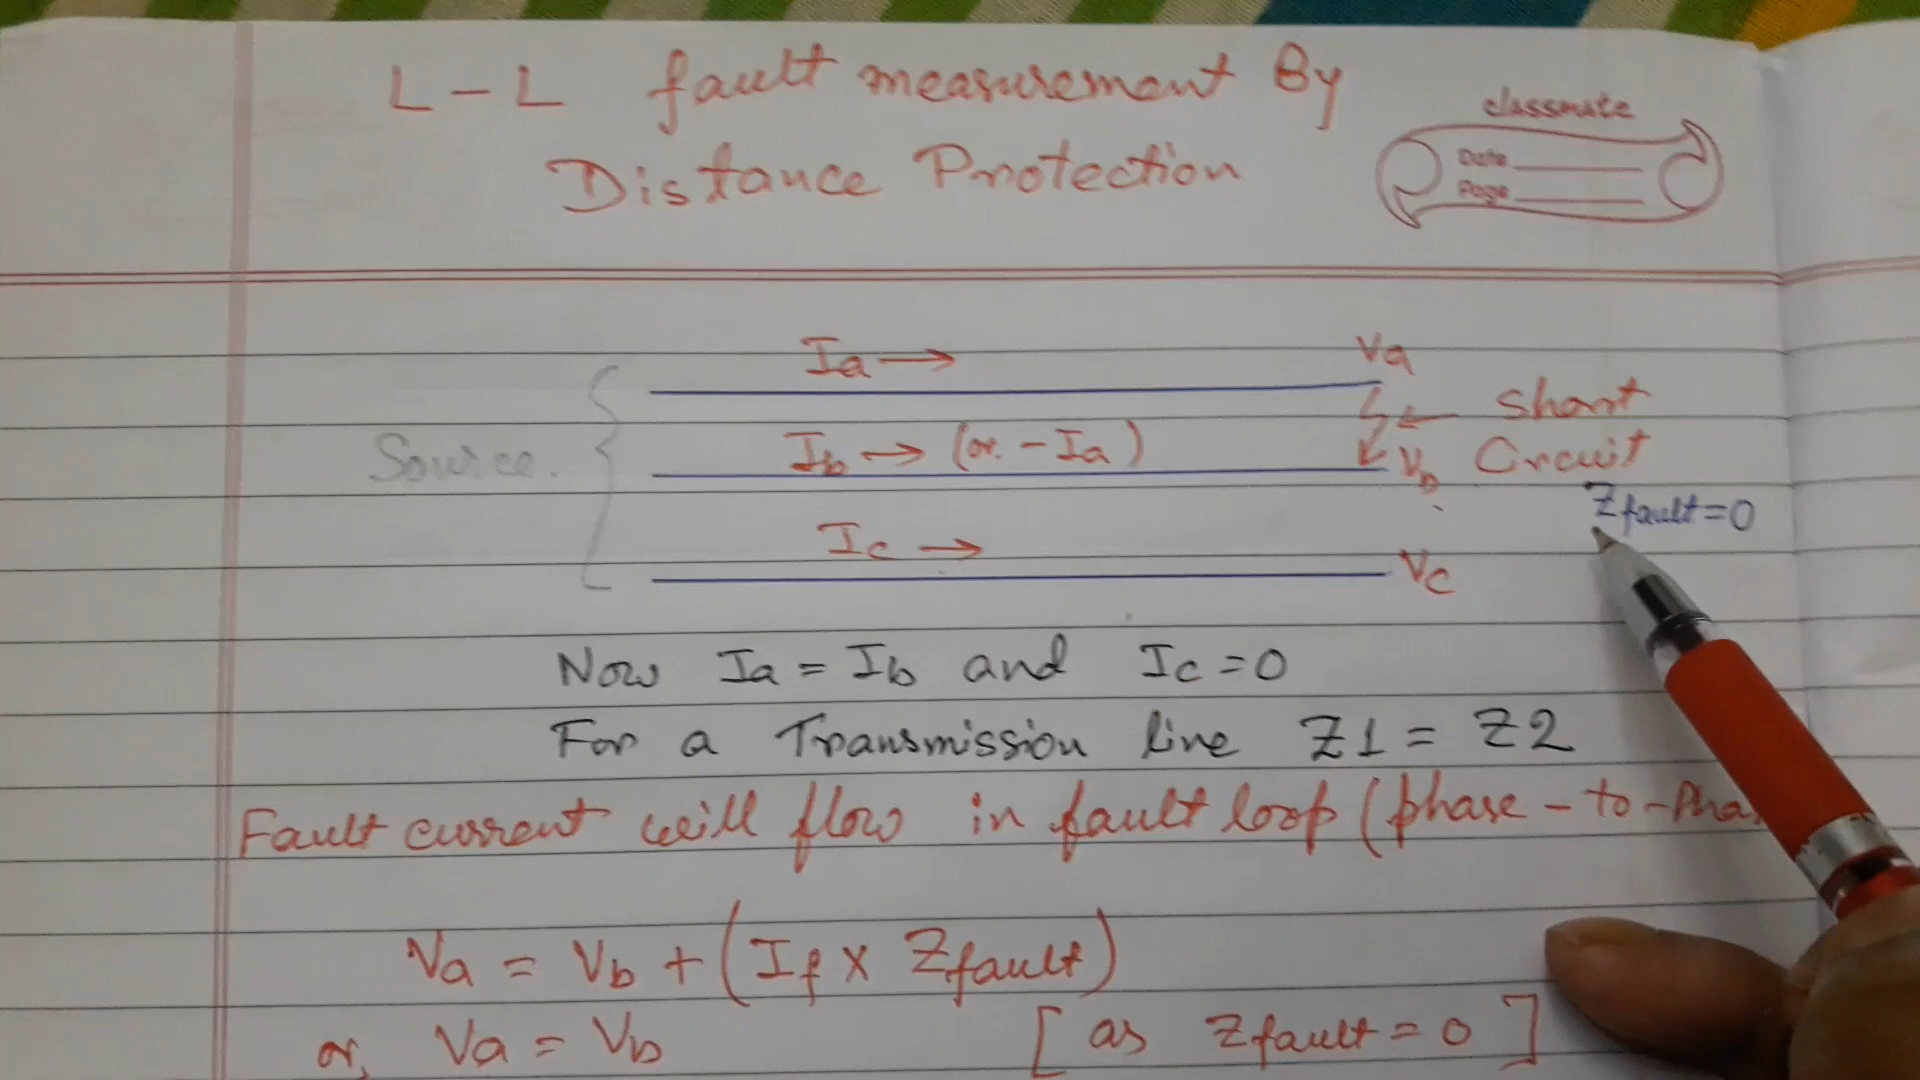 L-L fault measurement By
Distance Protection
classmate
Date
Page
Ia → Va
← Short
Source. Ib → (or. -Ia) Vb Circuit
Zfault=0
Ic → Vc
Now Ia = Ib and Ic=0
For a Transmission line Z1 = Z2
Fault current will flow in fault loop (phase-to-
Va = Vb + (If x Zfault)
or, Va = Vb [as Zfault = 0]